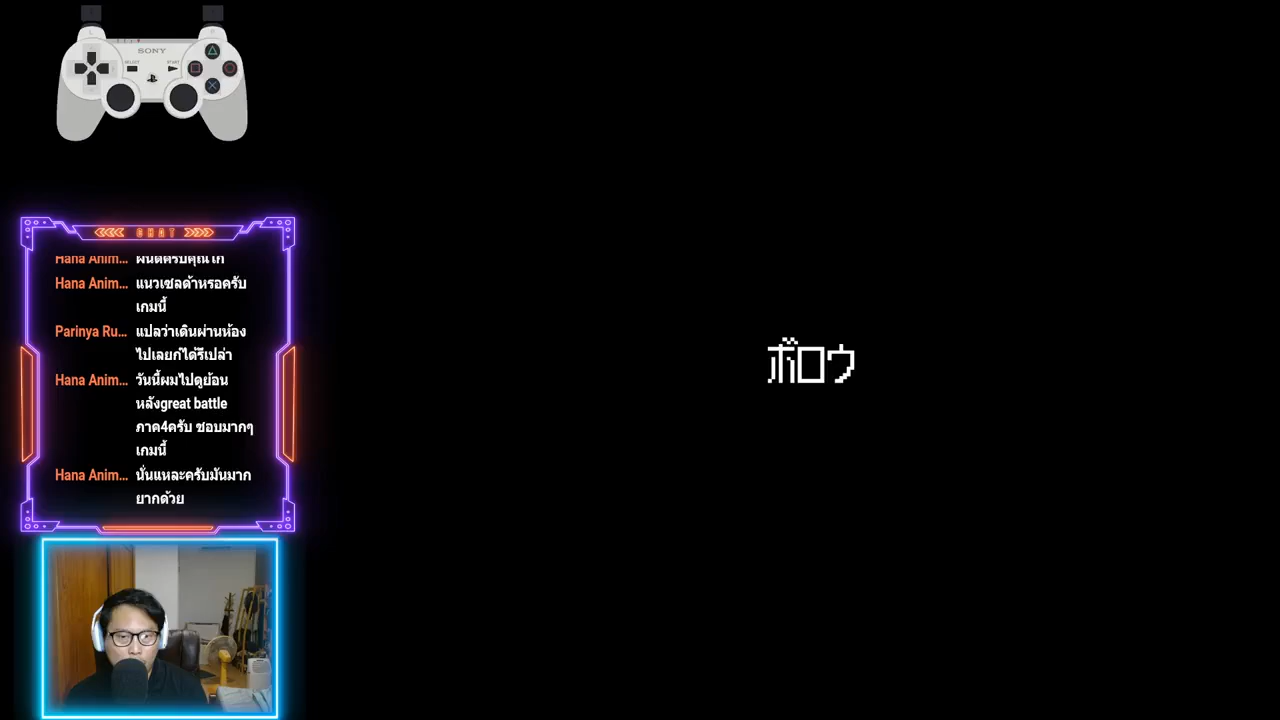 SONY
SELECT
START
CHAT
Hana Anim...
Hana Anim... แนวเซลด้าหรอครับ
เกมนี้
Parinya Ru... แปลว่าเดินผ่านห้อง
ไปเลยก็ได้รึเปล่า
Hana Anim... วันนี้ผมไปดูย้อน
หลังgreat battle
ภาค4ครับ ชอบมากๆ
เกมนี้
Hana Anim... นั่นแหละครับมันมาก
ยากด้วย
ボロウ